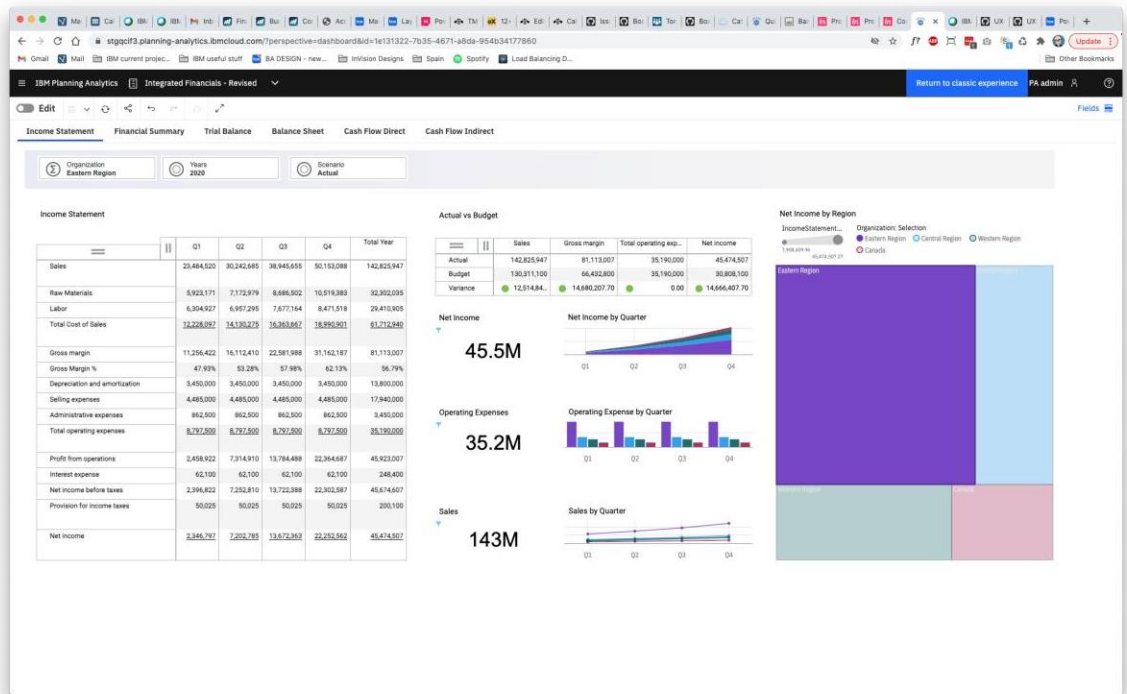 stgqcif3.planning-analytics.ibmcloud.com/?perspective=dashboard&id=1e131322-7b35-4671-a8da-954b34177860
Update
Gmail Mail IBM current projec... IBM useful stuff BA DESIGN - new... InVision Designs Spain Spotify Load Balancing D... Other Bookmarks
IBM Planning Analytics Integrated Financials - Revised Return to classic experience PA admin
Edit Fields
Income Statement Financial Summary Trial Balance Balance Sheet Cash Flow Direct Cash Flow Indirect
Organization Years Scenario
Eastern Region 2020 Actual
Income Statement
Q1 Q2 Q3 Q4 Total Year
Sales 23,484,520 30,242,685 38,945,655 50,153,088 142,825,947
Raw Materials 5,923,171 7,172,979 8,686,502 10,519,383 32,302,035
Labor 6,304,927 6,957,295 7,677,164 8,471,518 29,410,905
Total Cost of Sales 12,228,097 14,130,275 16,363,667 18,990,901 61,712,940
Gross margin 11,256,422 16,112,410 22,581,988 31,162,187 81,113,007
Gross Margin % 47.93% 53.28% 57.98% 62.13% 56.79%
Depreciation and amortization 3,450,000 3,450,000 3,450,000 3,450,000 13,800,000
Selling expenses 4,485,000 4,485,000 4,485,000 4,485,000 17,940,000
Administrative expenses 862,500 862,500 862,500 862,500 3,450,000
Total operating expenses 8,797,500 8,797,500 8,797,500 8,797,500 35,190,000
Profit from operations 2,458,922 7,314,910 13,784,488 22,364,687 45,923,007
Interest expense 62,100 62,100 62,100 62,100 248,400
Net income before taxes 2,396,822 7,252,810 13,722,388 22,302,587 45,674,607
Provision for income taxes 50,025 50,025 50,025 50,025 200,100
Net income 2,346,797 7,202,785 13,672,363 22,252,562 45,474,507
Actual vs Budget
Sales Gross margin Total operating exp... Net income
Actual 142,825,947 81,113,007 35,190,000 45,474,507
Budget 130,311,100 66,432,800 35,190,000 30,808,100
Variance 12,514,84... 14,680,207.70 0.00 14,666,407.70
Net Income
45.5M
Net Income by Quarter
Q1 Q2 Q3 Q4
Operating Expenses
35.2M
Operating Expense by Quarter
Q1 Q2 Q3 Q4
Sales
143M
Sales by Quarter
Q1 Q2 Q3 Q4
Net Income by Region
IncomeStatement... Organization: Selection
Eastern Region Central Region Western Region
Canada
45,474,507.27
Eastern Region
Western Region Canada